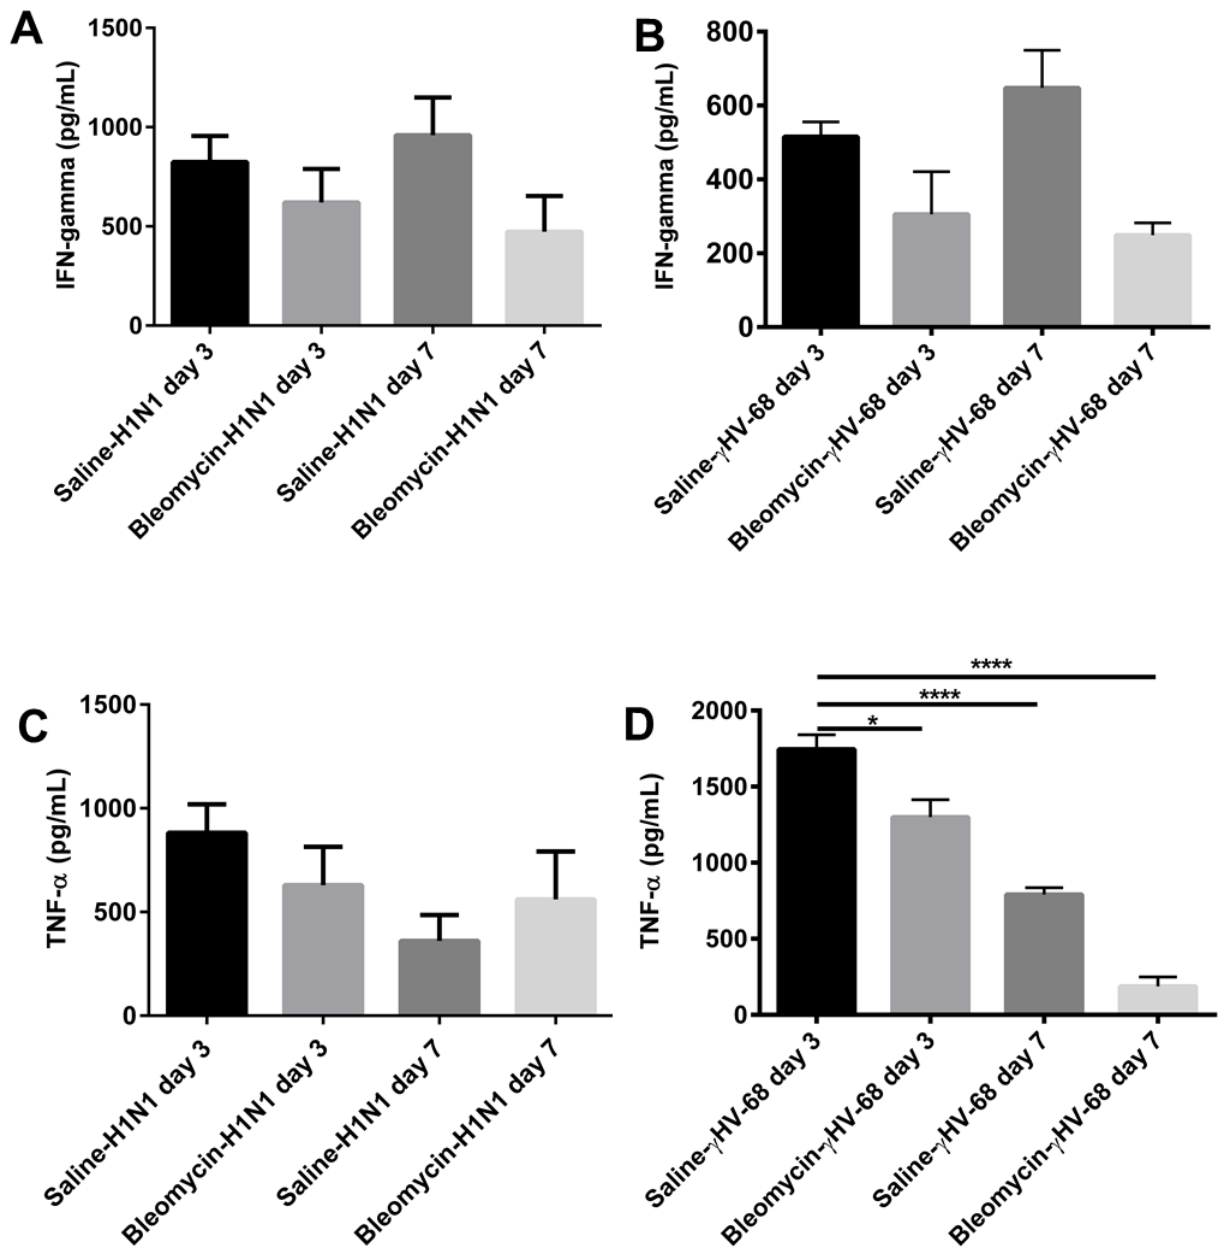 A
IFN-gamma (pg/mL)
1500
1000
500
0
Saline-H1N1 day 3
Bleomycin-H1N1 day 3
Saline-H1N1 day 7
Bleomycin-H1N1 day 7
B
IFN-gamma (pg/mL)
800
600
400
200
0
Saline-γHV-68 day 3
Bleomycin-γHV-68 day 3
Saline-γHV-68 day 7
Bleomycin-γHV-68 day 7
C
TNF-α (pg/mL)
1500
1000
500
0
Saline-H1N1 day 3
Bleomycin-H1N1 day 3
Saline-H1N1 day 7
Bleomycin-H1N1 day 7
D
TNF-α (pg/mL)
****
****
*
2000
1500
1000
500
0
Saline-γHV-68 day 3
Bleomycin-γHV-68 day 3
Saline-γHV-68 day 7
Bleomycin-γHV-68 day 7